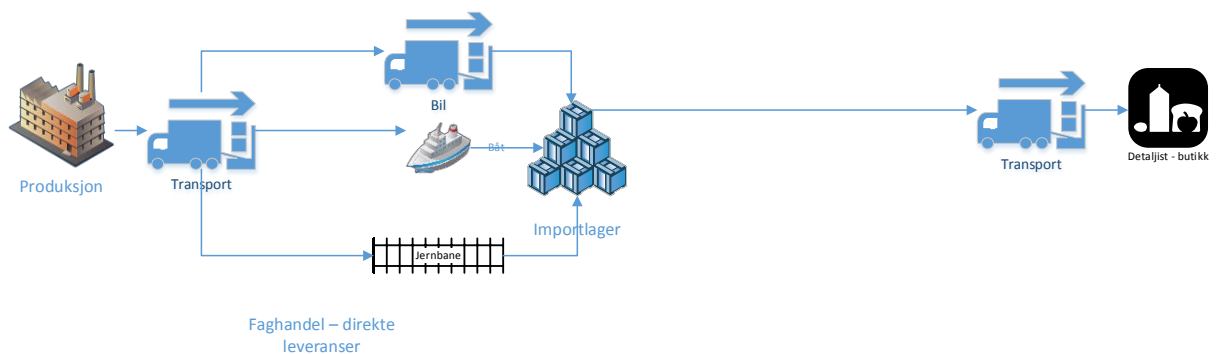 Bil
Båt
Produksjon
Transport
Transport
Detaljist - butikk
Importlager
Jernbane
Faghandel – direkte
leveranser